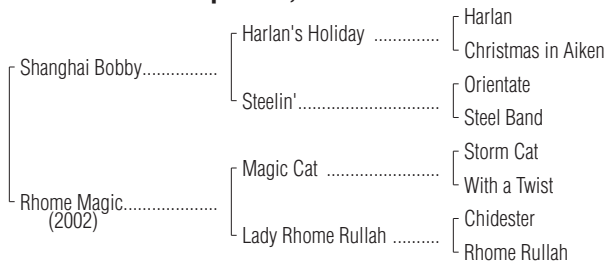 Harlan
Harlan's Holiday ..............
Christmas in Aiken
Shanghai Bobby................
Orientate
Steelin'..............................
Steel Band
Storm Cat
Magic Cat ........................
With a Twist
Rhome Magic....................
(2002)
Chidester
Lady Rhome Rullah ..........
Rhome Rullah